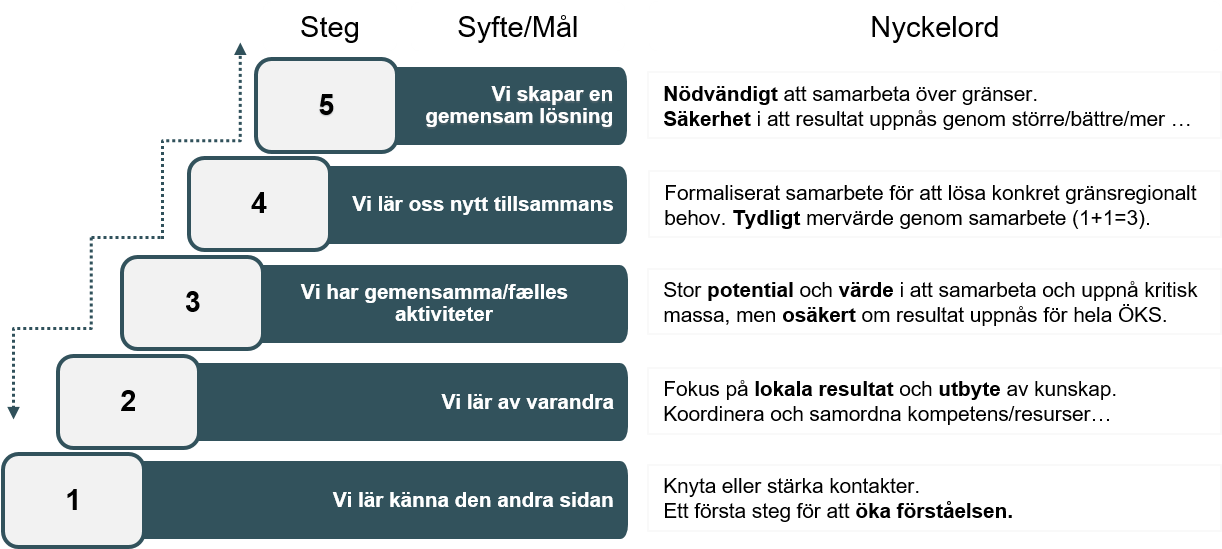 Steg
Syfte/Mål
Nyckelord
5
Vi skapar en
gemensam lösning
Nödvändigt att samarbeta över gränser.
Säkerhet i att resultat uppnås genom större/bättre/mer …
4
Vi lär oss nytt tillsammans
Formaliserat samarbete för att lösa konkret gränsregionalt
behov. Tydligt mervärde genom samarbete (1+1=3).
3
Vi har gemensamma/fælles
aktiviteter
Stor potential och värde i att samarbeta och uppnå kritisk
massa, men osäkert om resultat uppnås för hela ÖKS.
2
Vi lär av varandra
Fokus på lokala resultat och utbyte av kunskap.
Koordinera och samordna kompetens/resurser…
1
Vi lär känna den andra sidan
Knyta eller stärka kontakter.
Ett första steg för att öka förståelsen.